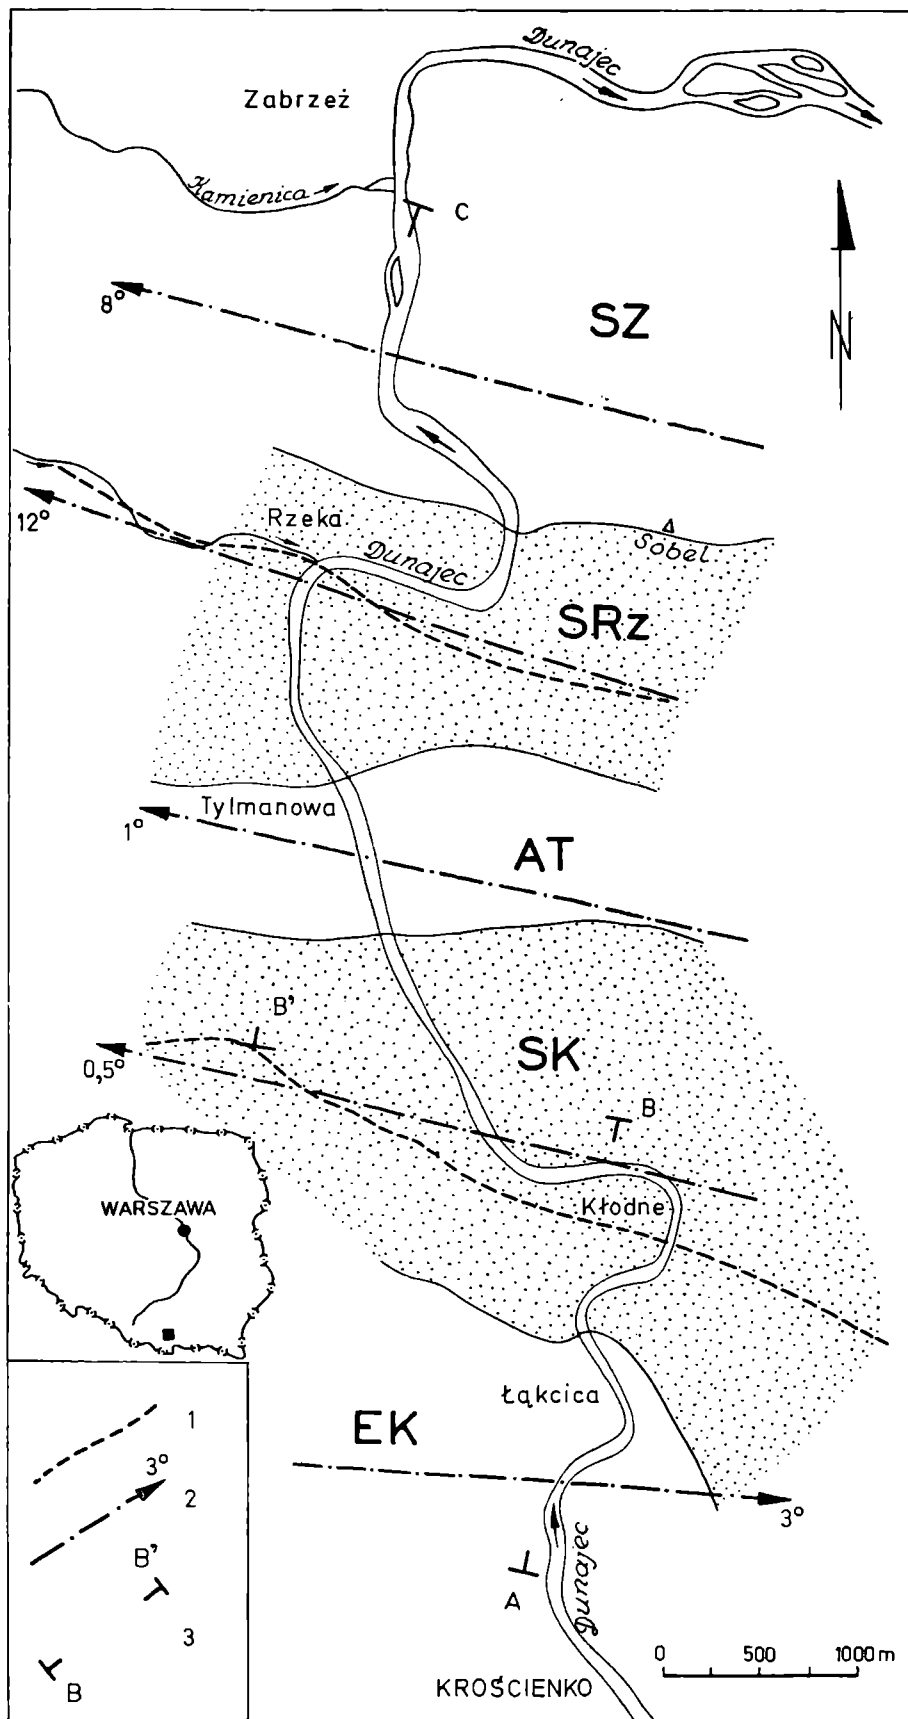 Dunajec
Zabrzeż
Kamienica
C
8°
SZ
N
12°
Rzeka
Dunajec
Sobel
SRz
Tylmanowa
1°
AT
B'
SK
0,5°
B
WARSZAWA
Kłodne
Łąkcica
EK
3°
1
3°
2
B'
3
B
A
Dunajec
0 500 1000 m
KROŚCIENKO